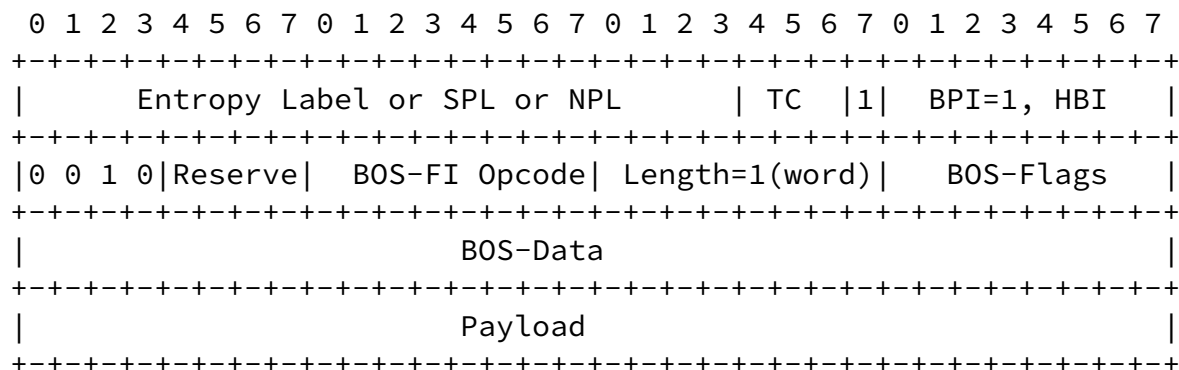 0 1 2 3 4 5 6 7 0 1 2 3 4 5 6 7 0 1 2 3 4 5 6 7 0 1 2 3 4 5 6 7
+-+-+-+-+-+-+-+-+-+-+-+-+-+-+-+-+-+-+-+-+-+-+-+-+-+-+-+-+-+-+-+-+
|      Entropy Label or SPL or NPL      | TC  |1|  BPI=1, HBI   |
+-+-+-+-+-+-+-+-+-+-+-+-+-+-+-+-+-+-+-+-+-+-+-+-+-+-+-+-+-+-+-+-+
|0 0 1 0|Reserve|  BOS-FI Opcode| Length=1(word)|   BOS-Flags   |
+-+-+-+-+-+-+-+-+-+-+-+-+-+-+-+-+-+-+-+-+-+-+-+-+-+-+-+-+-+-+-+-+
|                        BOS-Data                               |
+-+-+-+-+-+-+-+-+-+-+-+-+-+-+-+-+-+-+-+-+-+-+-+-+-+-+-+-+-+-+-+-+
|                        Payload                                |
+-+-+-+-+-+-+-+-+-+-+-+-+-+-+-+-+-+-+-+-+-+-+-+-+-+-+-+-+-+-+-+-+